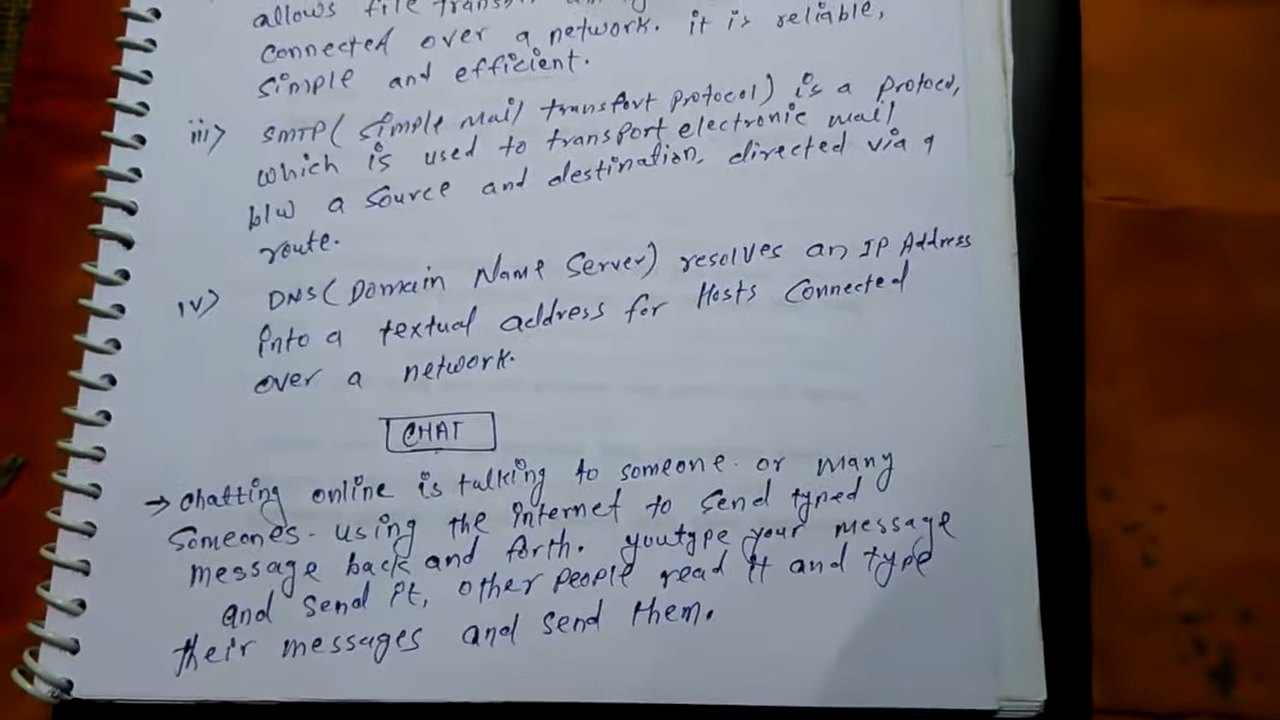 allows file
connected over a network. it is reliable,
simple and efficient.
iii> SMTP( simple mail transport protocol) is a protocol,
which is used to transport electronic mail
b/w a source and destination, directed via a
route.
iv> DNS( Domain Name Server) resolves an IP Address
into a textual address for Hosts connected
over a network.
CHAT
→ chatting online is talking to someone. or many
someones. using the internet to send typed
message back and forth. you type your message
and send it, other people read it and type
their messages and send them.